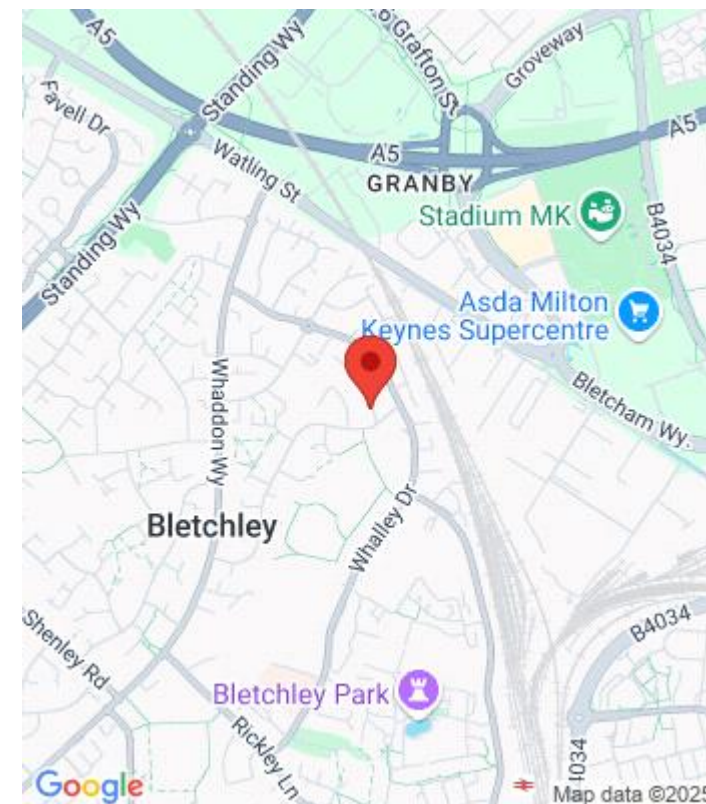 A5
Standing Wy
A6 Grafton St
Groveway
Favell Dr
Watling St
A5
A5
GRANBY
Stadium MK
B4034
Standing Wy
Asda Milton
Keynes Supercentre
Whaddon Wy
Bletcham Wy.
Bletchley
Whalley Dr
Shenley Rd
B4034
Bletchley Park
Rickley Ln
4034
Google
Map data ©2025